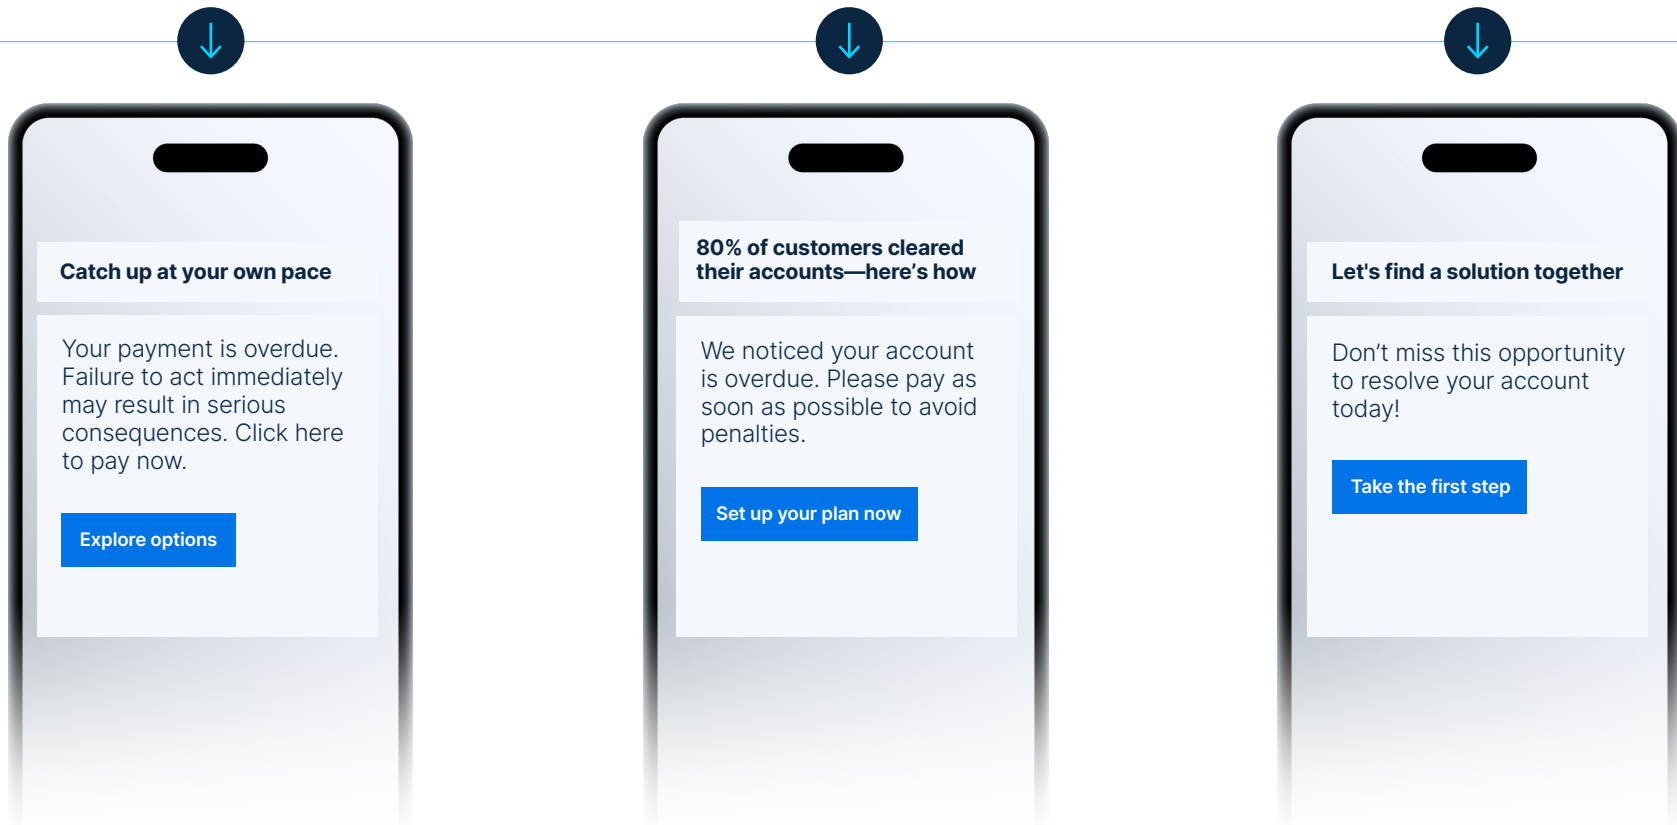 Catch up at your own pace
Your payment is overdue.
Failure to act immediately
may result in serious
consequences. Click here
to pay now.
Explore options
80% of customers cleared
their accounts—here’s how
We noticed your account
is overdue. Please pay as
soon as possible to avoid
penalties.
Set up your plan now
Let's find a solution together
Don’t miss this opportunity
to resolve your account
today!
Take the first step